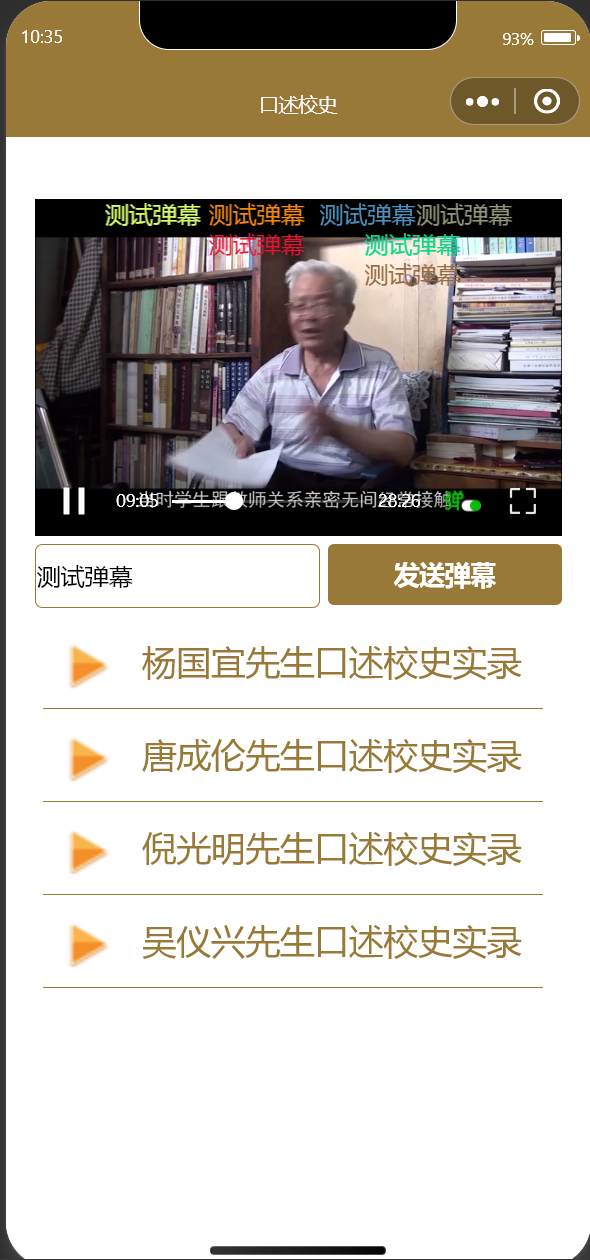 10:35
93%
口述校史
测试弹幕 测试弹幕 测试弹幕测试弹幕
测试弹幕 测试弹幕
测试弹幕
当时学生跟教师关系亲密无间经常接触
09:05 28:26 弹
测试弹幕 发送弹幕
杨国宜先生口述校史实录
唐成伦先生口述校史实录
倪光明先生口述校史实录
吴仪兴先生口述校史实录